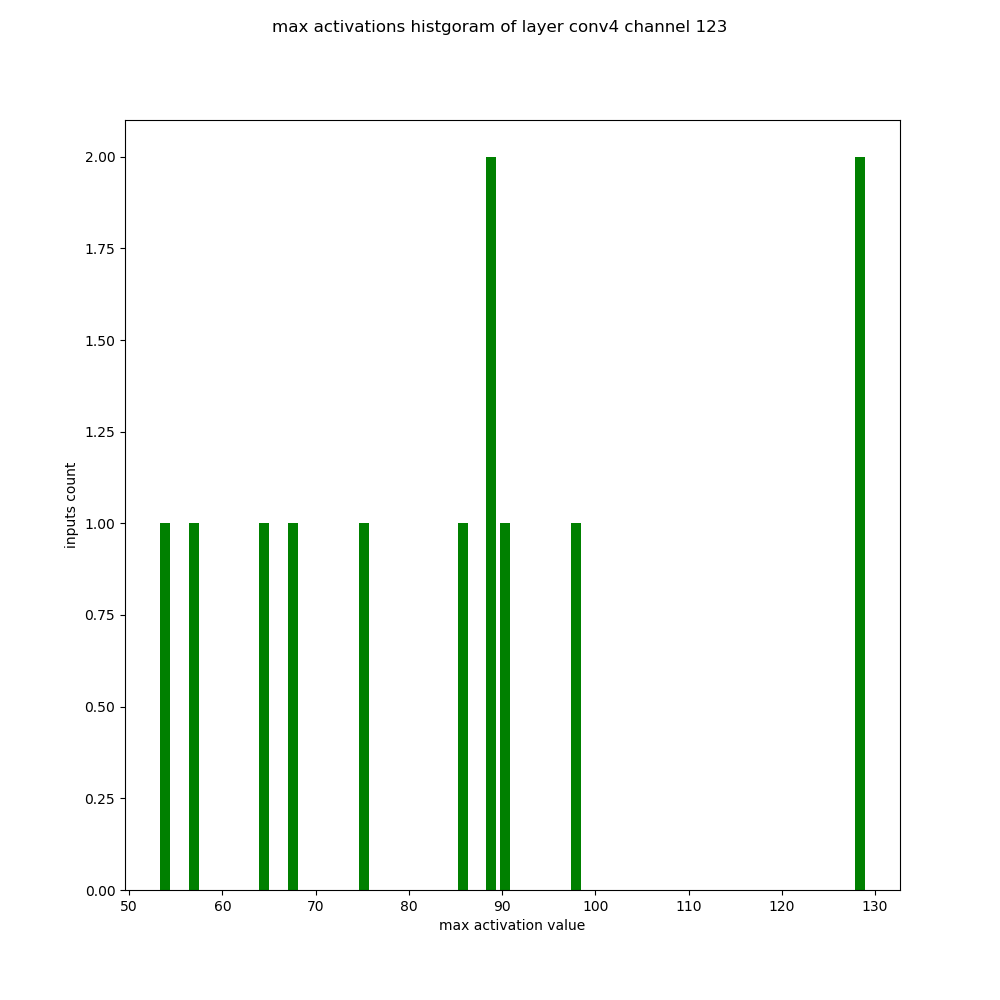 max activations histgoram of layer conv4 channel 123
2.00
1.75
1.50
1.25
1.00
0.75
0.50
0.25
0.00
inputs count
50 60 70 80 90 100 110 120 130
max activation value